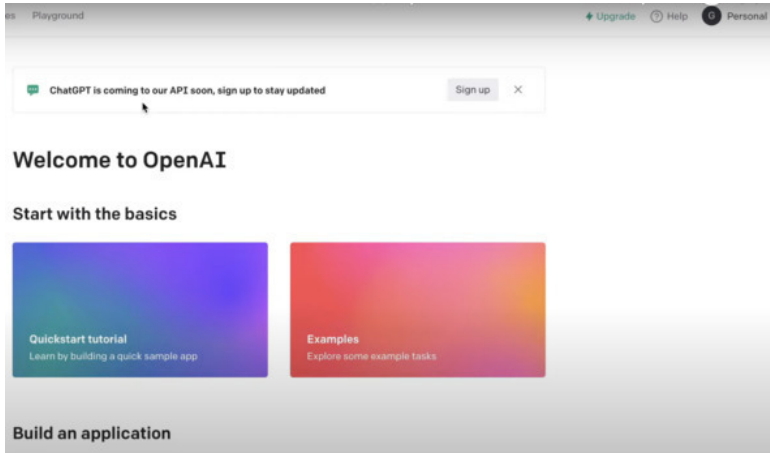 Playground
Upgrade
Help
G
Personal
ChatGPT is coming to our API soon, sign up to stay updated
Sign up
Welcome to OpenAI
Start with the basics
Quickstart tutorial
Learn by building a quick sample app
Examples
Explore some example tasks
Build an application